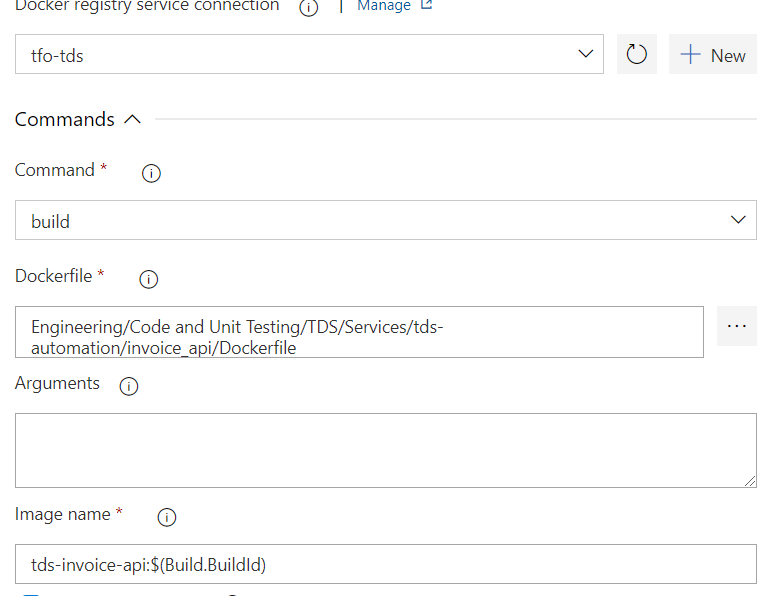 Docker registry service connection | Manage
tfo-tds
New
Commands
Command *
build
Dockerfile *
Engineering/Code and Unit Testing/TDS/Services/tds-
automation/invoice_api/Dockerfile
...
Arguments
Image name *
tds-invoice-api:$(Build.BuildId)